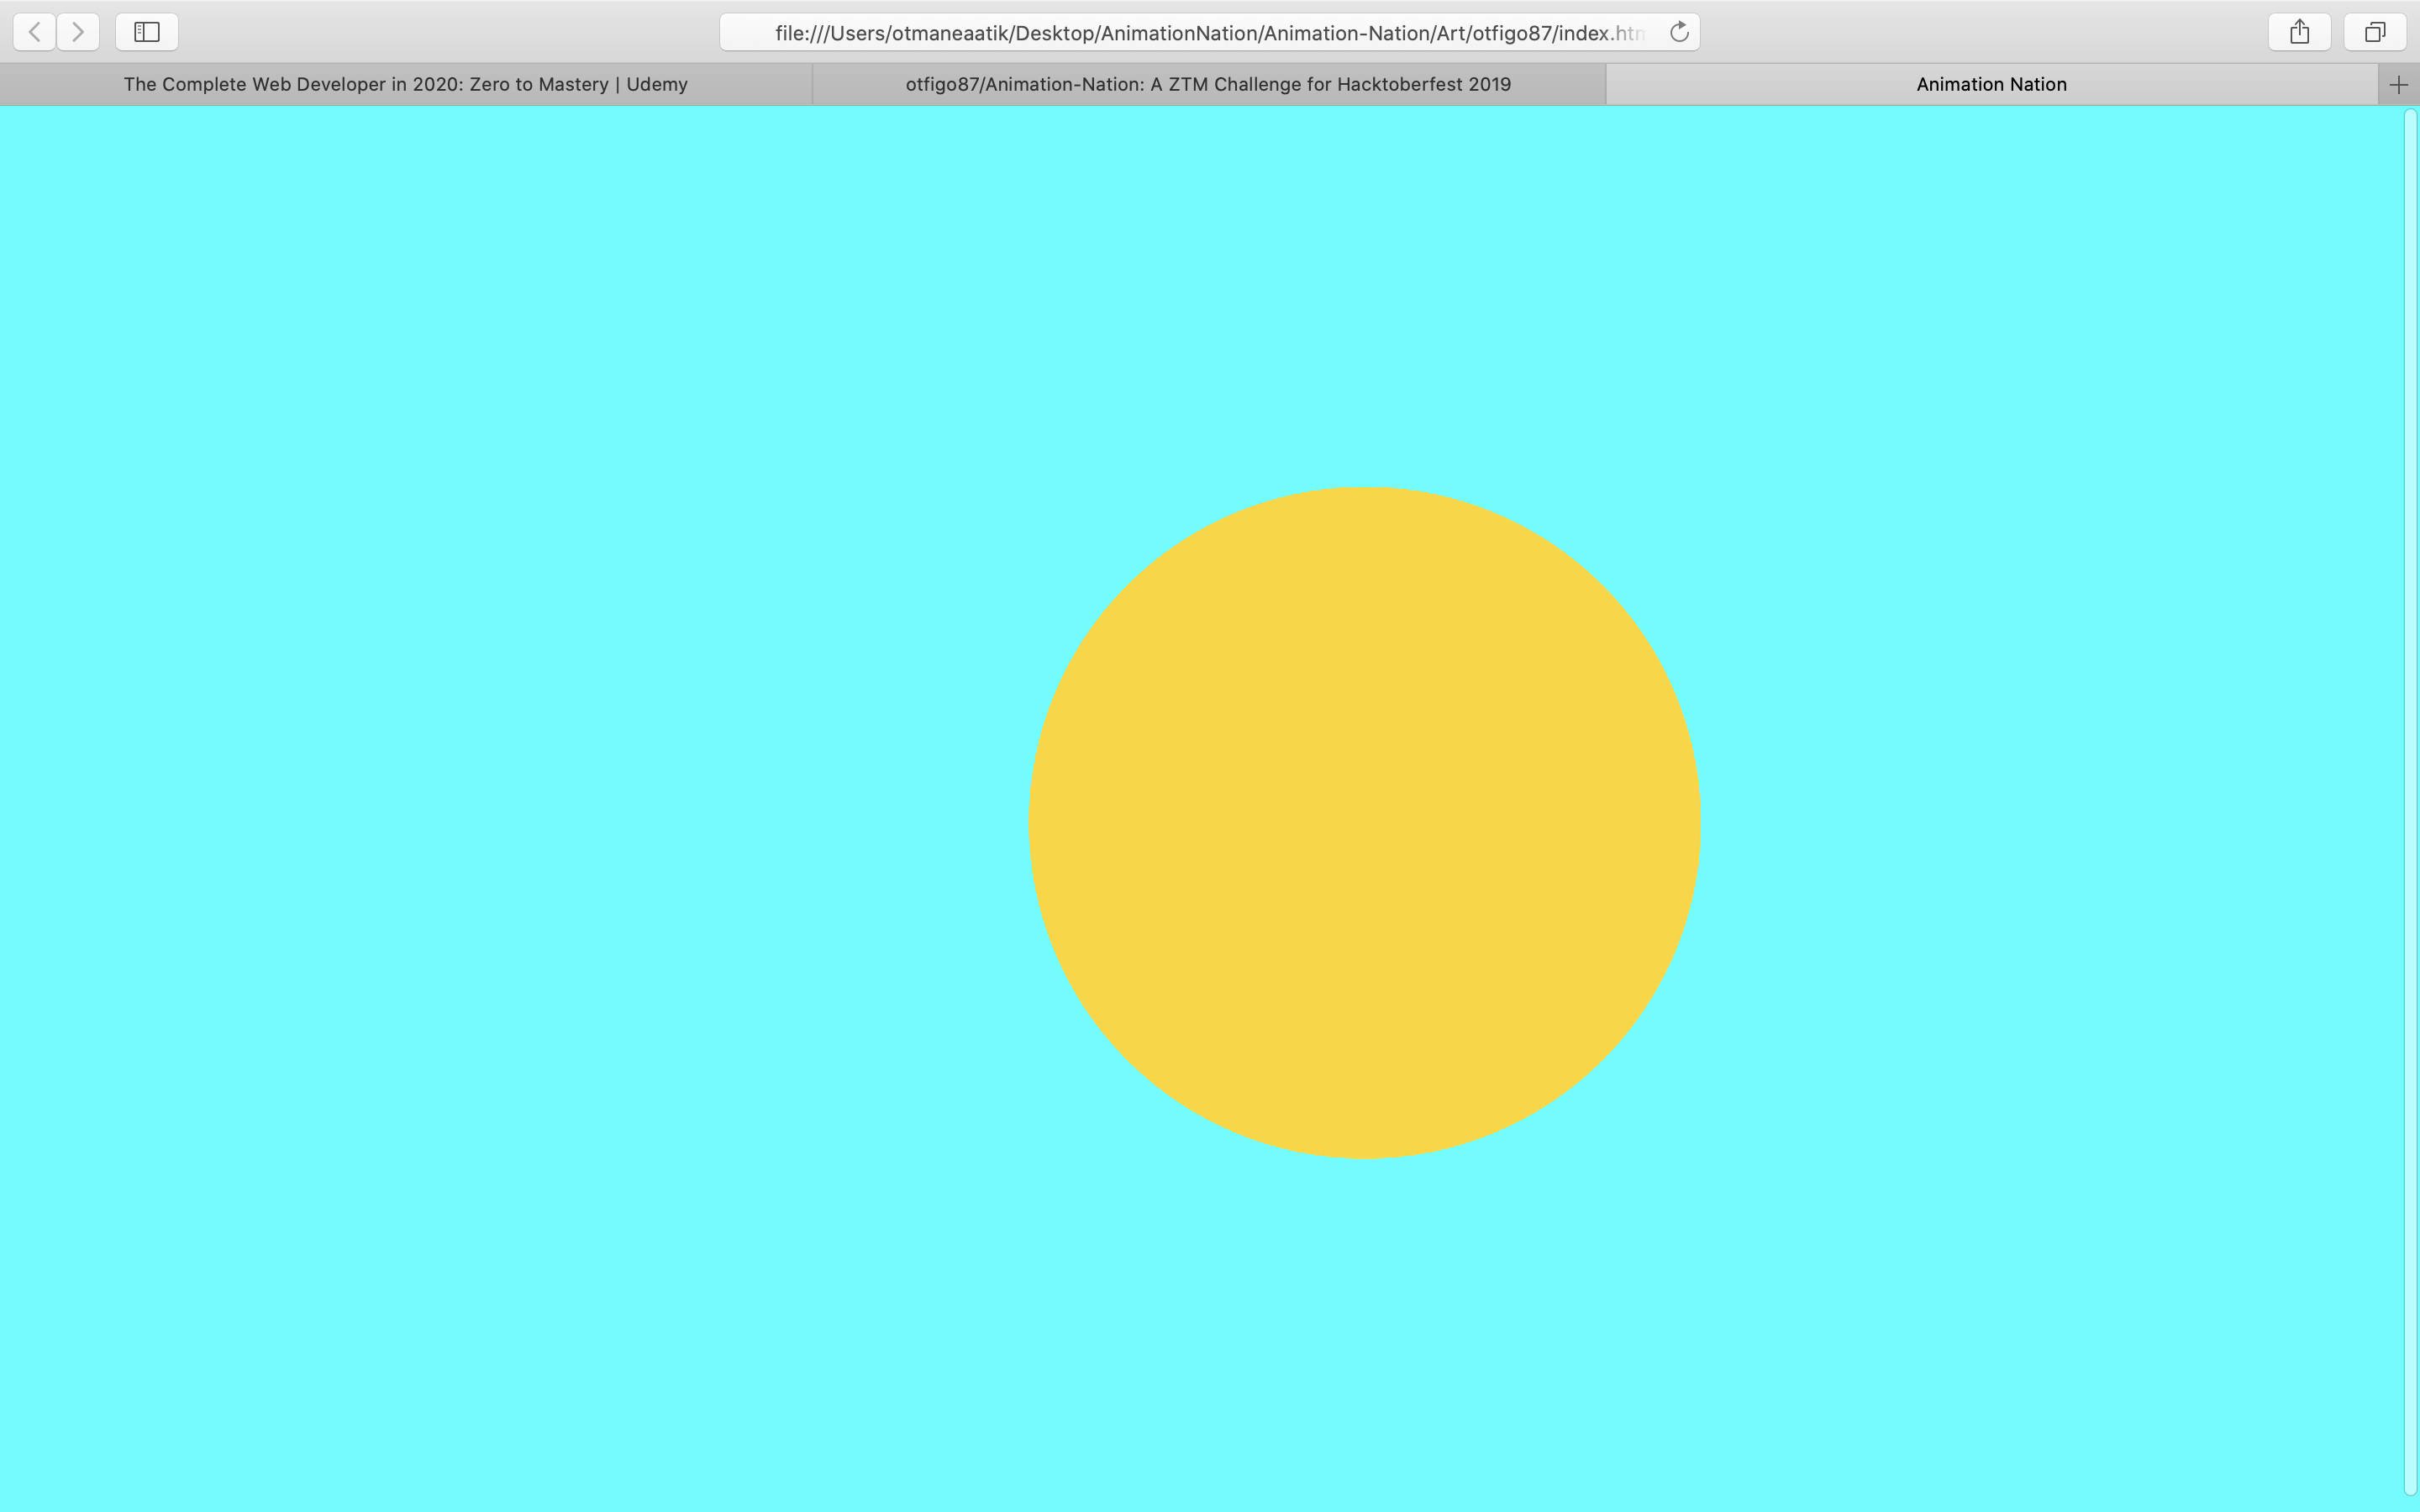 file:///Users/otmaneaatik/Desktop/AnimationNation/Animation-Nation/Art/otfigo87/index.htm
The Complete Web Developer in 2020: Zero to Mastery | Udemy
otfigo87/Animation-Nation: A ZTM Challenge for Hacktoberfest 2019
Animation Nation